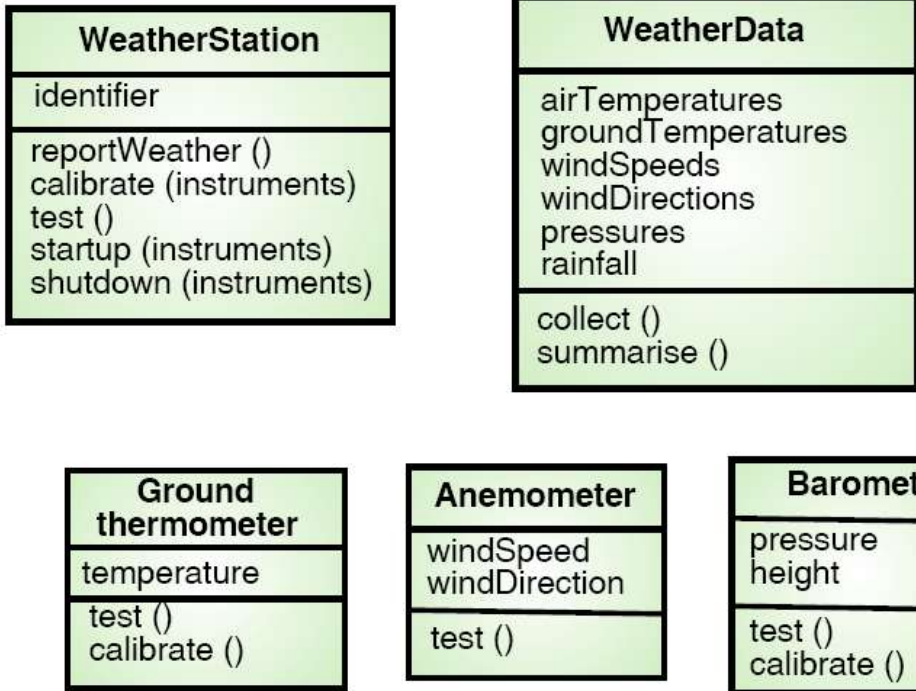 WeatherStation
identifier
reportWeather ()
calibrate (instruments)
test ()
startup (instruments)
shutdown (instruments)
WeatherData
airTemperatures
groundTemperatures
windSpeeds
windDirections
pressures
rainfall
collect ()
summarise ()
Ground
thermometer
temperature
test ()
calibrate ()
Anemometer
windSpeed
windDirection
test ()
Baromet
pressure
height
test ()
calibrate ()